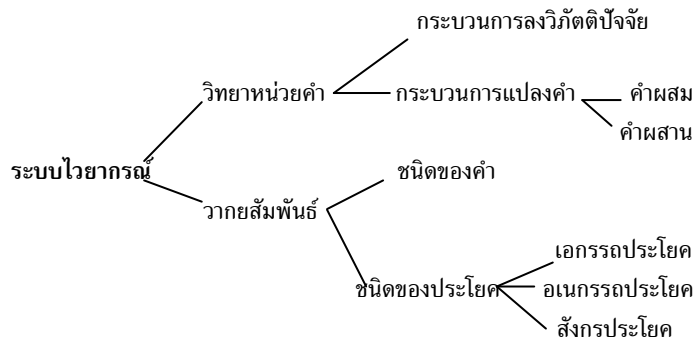 กระบวนการลงวิภัตติปัจจัย
วิทยาหน่วยคำ กระบวนการแปลงคำ คำผสม
คำผสาน
ระบบไวยากรณ์ ชนิดของคำ
วากยสัมพันธ์
เอกรรถประโยค
ชนิดของประโยค อเนกรรถประโยค
สังกรประโยค